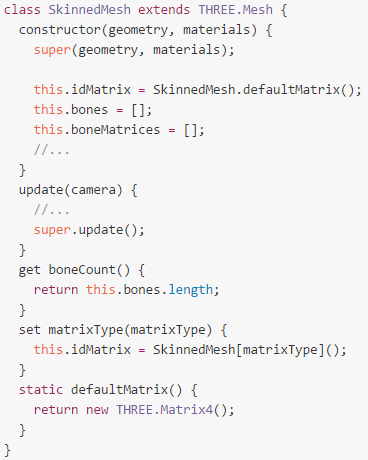 class SkinnedMesh extends THREE.Mesh {
  constructor(geometry, materials) {
    super(geometry, materials);

    this.idMatrix = SkinnedMesh.defaultMatrix();
    this.bones = [];
    this.boneMatrices = [];
    //...
  }
  update(camera) {
    //...
    super.update();
  }
  get boneCount() {
    return this.bones.length;
  }
  set matrixType(matrixType) {
    this.idMatrix = SkinnedMesh[matrixType]();
  }
  static defaultMatrix() {
    return new THREE.Matrix4();
  }
}